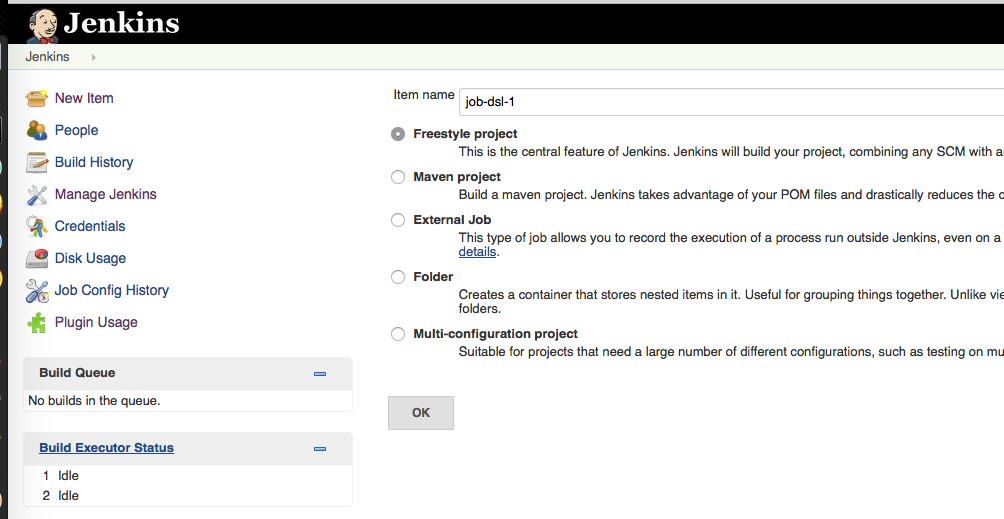 Jenkins
Jenkins
New Item
People
Build History
Manage Jenkins
Credentials
Disk Usage
Job Config History
Plugin Usage
Build Queue
No builds in the queue.
Build Executor Status
1 Idle
2 Idle
Item name job-dsl-1
Freestyle project
This is the central feature of Jenkins. Jenkins will build your project, combining any SCM with
Maven project
Build a maven project. Jenkins takes advantage of your POM files and drastically reduces the
External Job
This type of job allows you to record the execution of a process run outside Jenkins, even on a
details.
Folder
Creates a container that stores nested items in it. Useful for grouping things together. Unlike
folders.
Multi-configuration project
Suitable for projects that need a large number of different configurations, such as testing on
OK